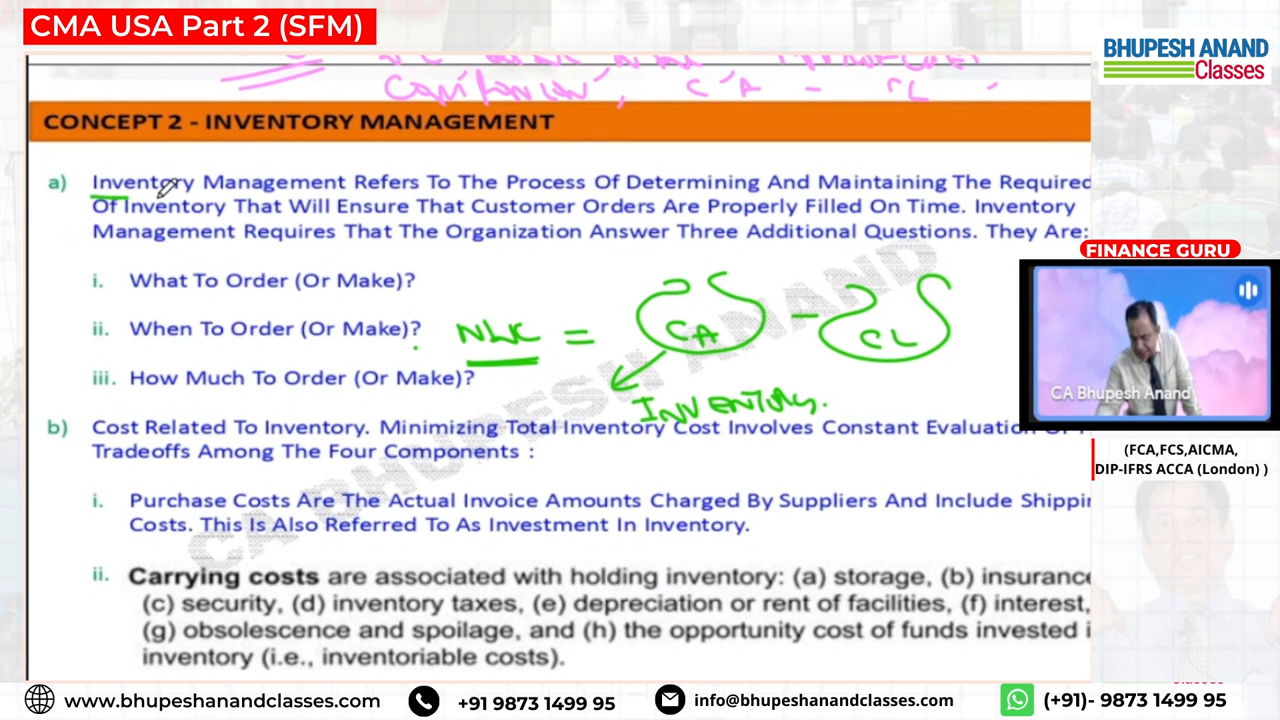 CMA USA Part 2 (SFM)
BHUPESH ANAND
Classes
CA - CL
CONCEPT 2 - INVENTORY MANAGEMENT
a) Inventory Management Refers To The Process Of Determining And Maintaining The Required
Of Inventory That Will Ensure That Customer Orders Are Properly Filled On Time. Inventory
Management Requires That The Organization Answer Three Additional Questions. They Are:
i. What To Order (Or Make)?
ii. When To Order (Or Make)?
NWC = CA - CL
iii. How Much To Order (Or Make)?
INVENTORY.
b) Cost Related To Inventory. Minimizing Total Inventory Cost Involves Constant Evaluation
Tradeoffs Among The Four Components :
i. Purchase Costs Are The Actual Invoice Amounts Charged By Suppliers And Include Shippin
Costs. This Is Also Referred To As Investment In Inventory.
ii. Carrying costs are associated with holding inventory: (a) storage, (b) insurance
(c) security, (d) inventory taxes, (e) depreciation or rent of facilities, (f) interest,
(g) obsolescence and spoilage, and (h) the opportunity cost of funds invested i
inventory (i.e., inventoriable costs).
CA BHUPESH ANAND
FINANCE GURU
CA Bhupesh Anand
(FCA,FCS,AICMA,
DIP-IFRS ACCA (London) )
www.bhupeshanandclasses.com
+91 9873 1499 95
info@bhupeshanandclasses.com
(+91)- 9873 1499 95